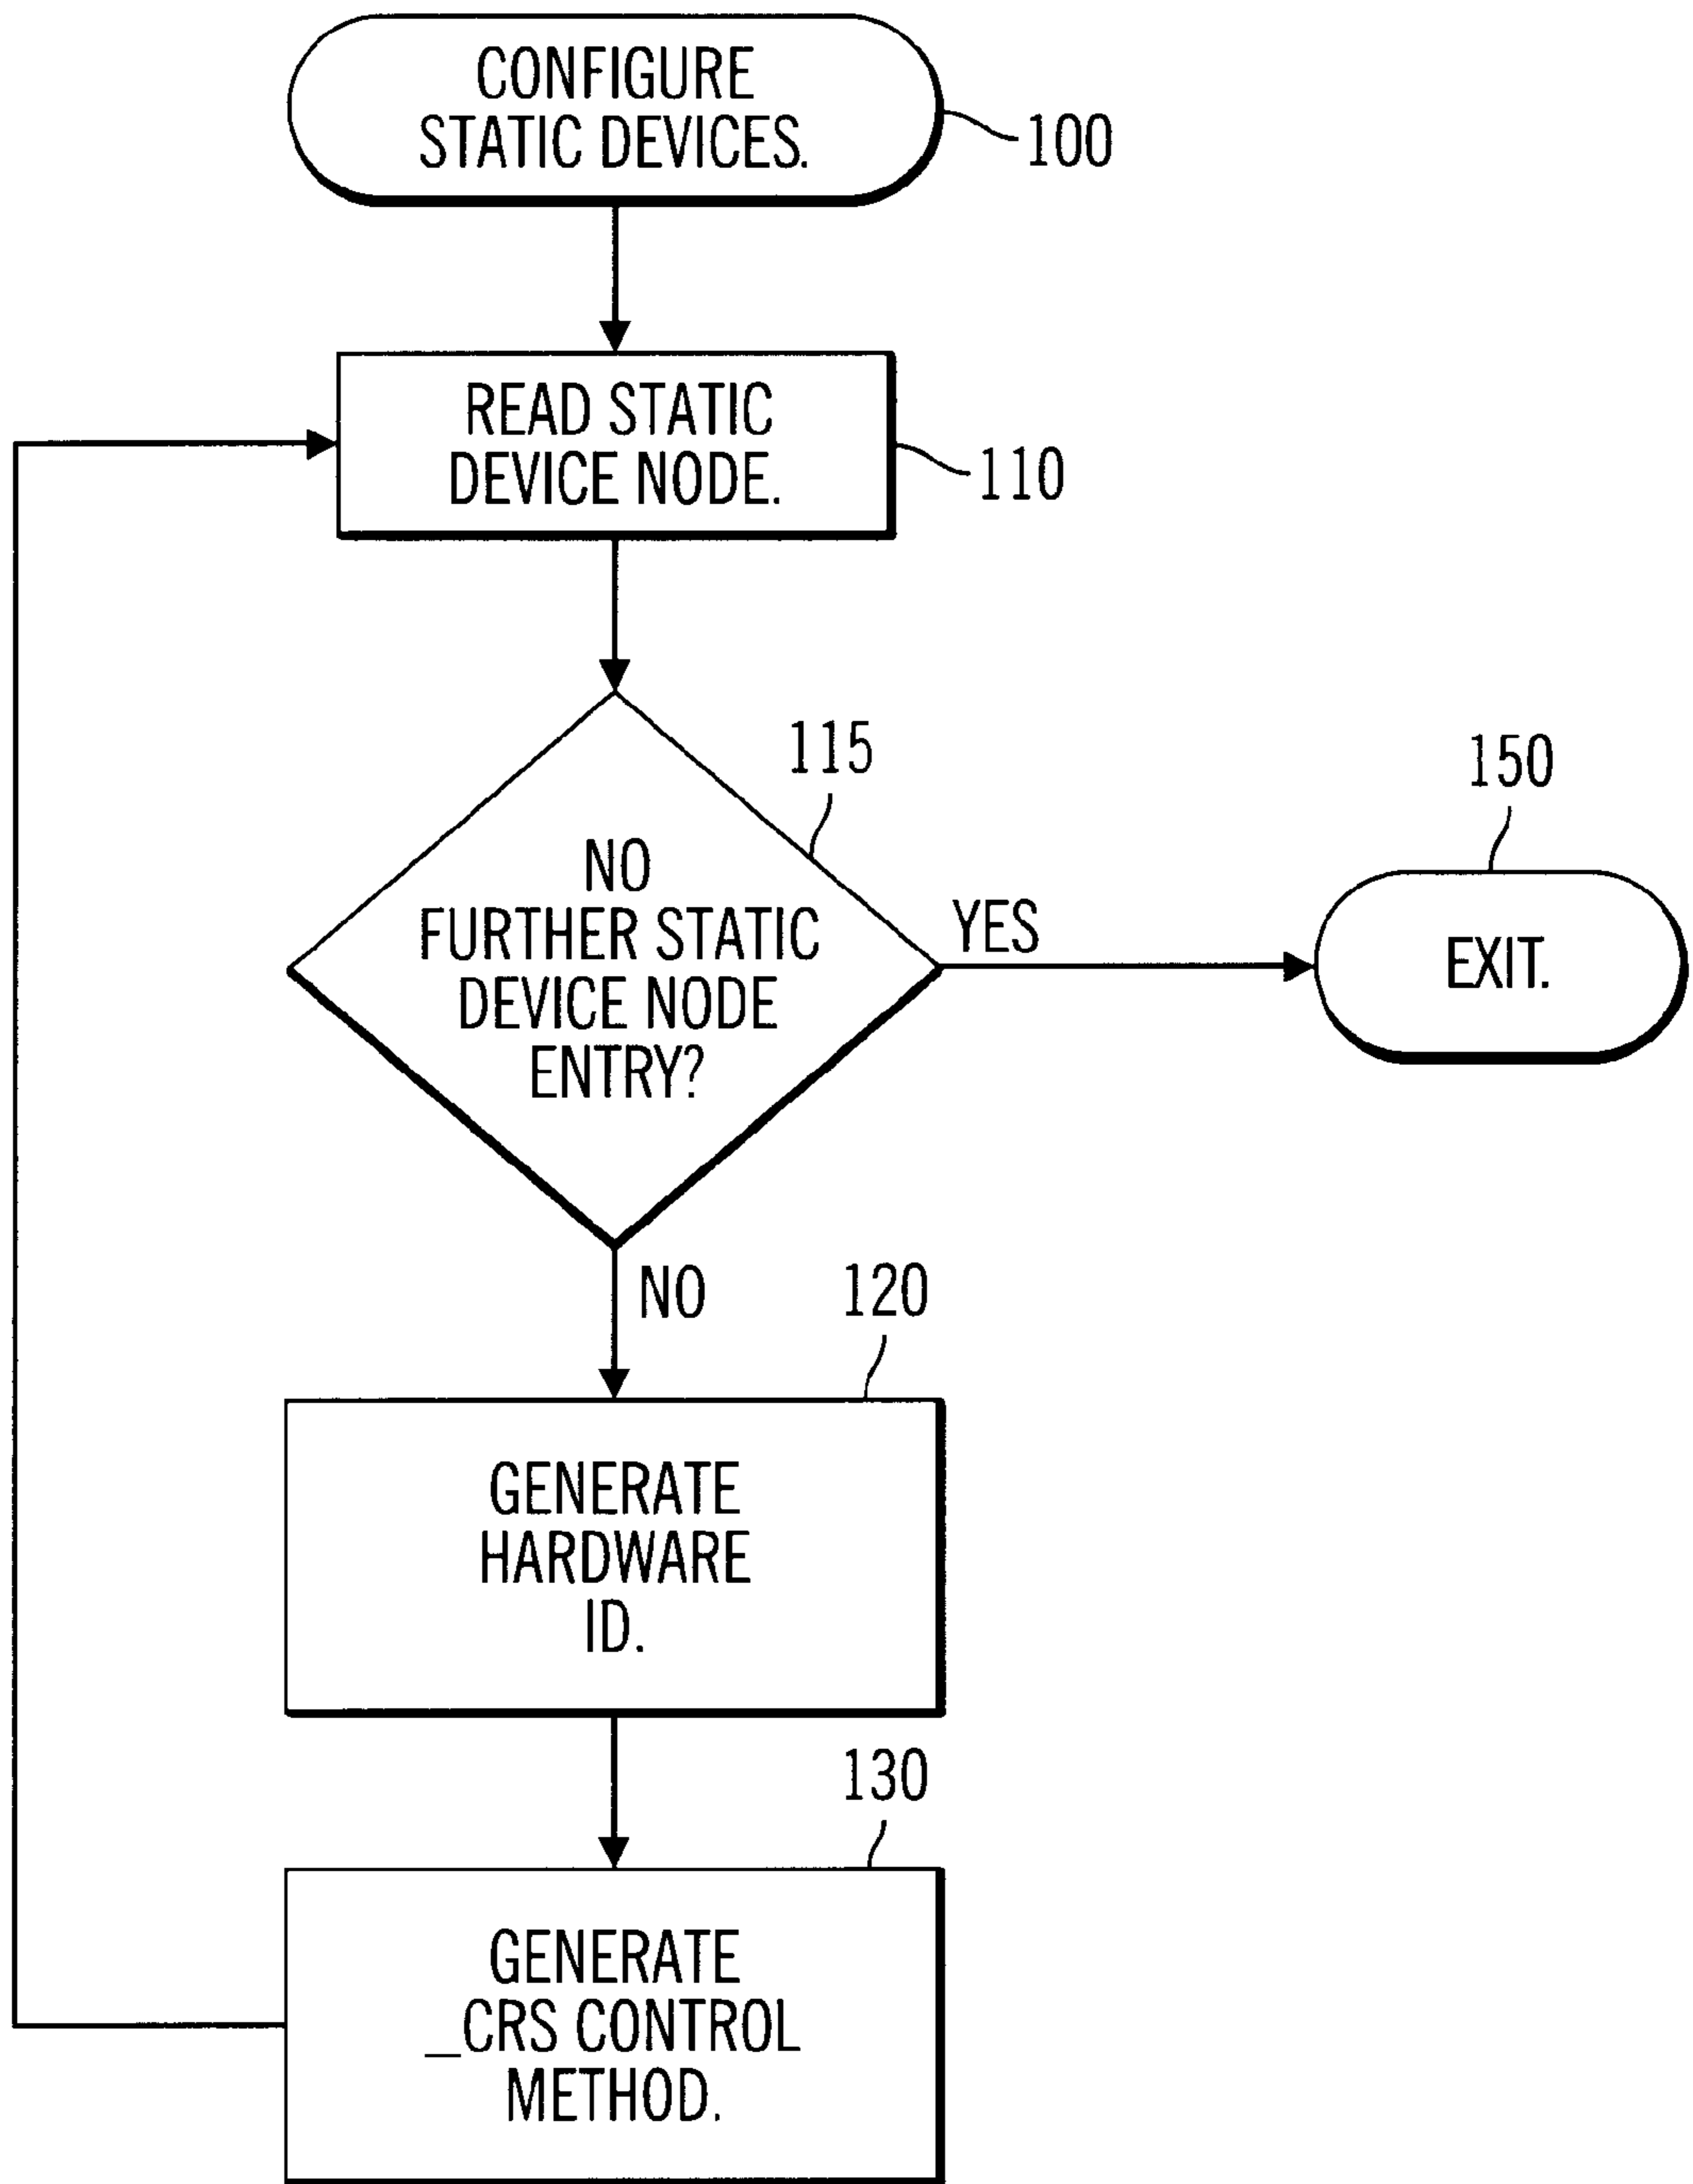 CONFIGURE
STATIC DEVICES.
100
READ STATIC
DEVICE NODE.
110
115
NO
FURTHER STATIC
DEVICE NODE
ENTRY?
YES
150
EXIT.
NO
120
GENERATE
HARDWARE
ID.
130
GENERATE
_CRS CONTROL
METHOD.